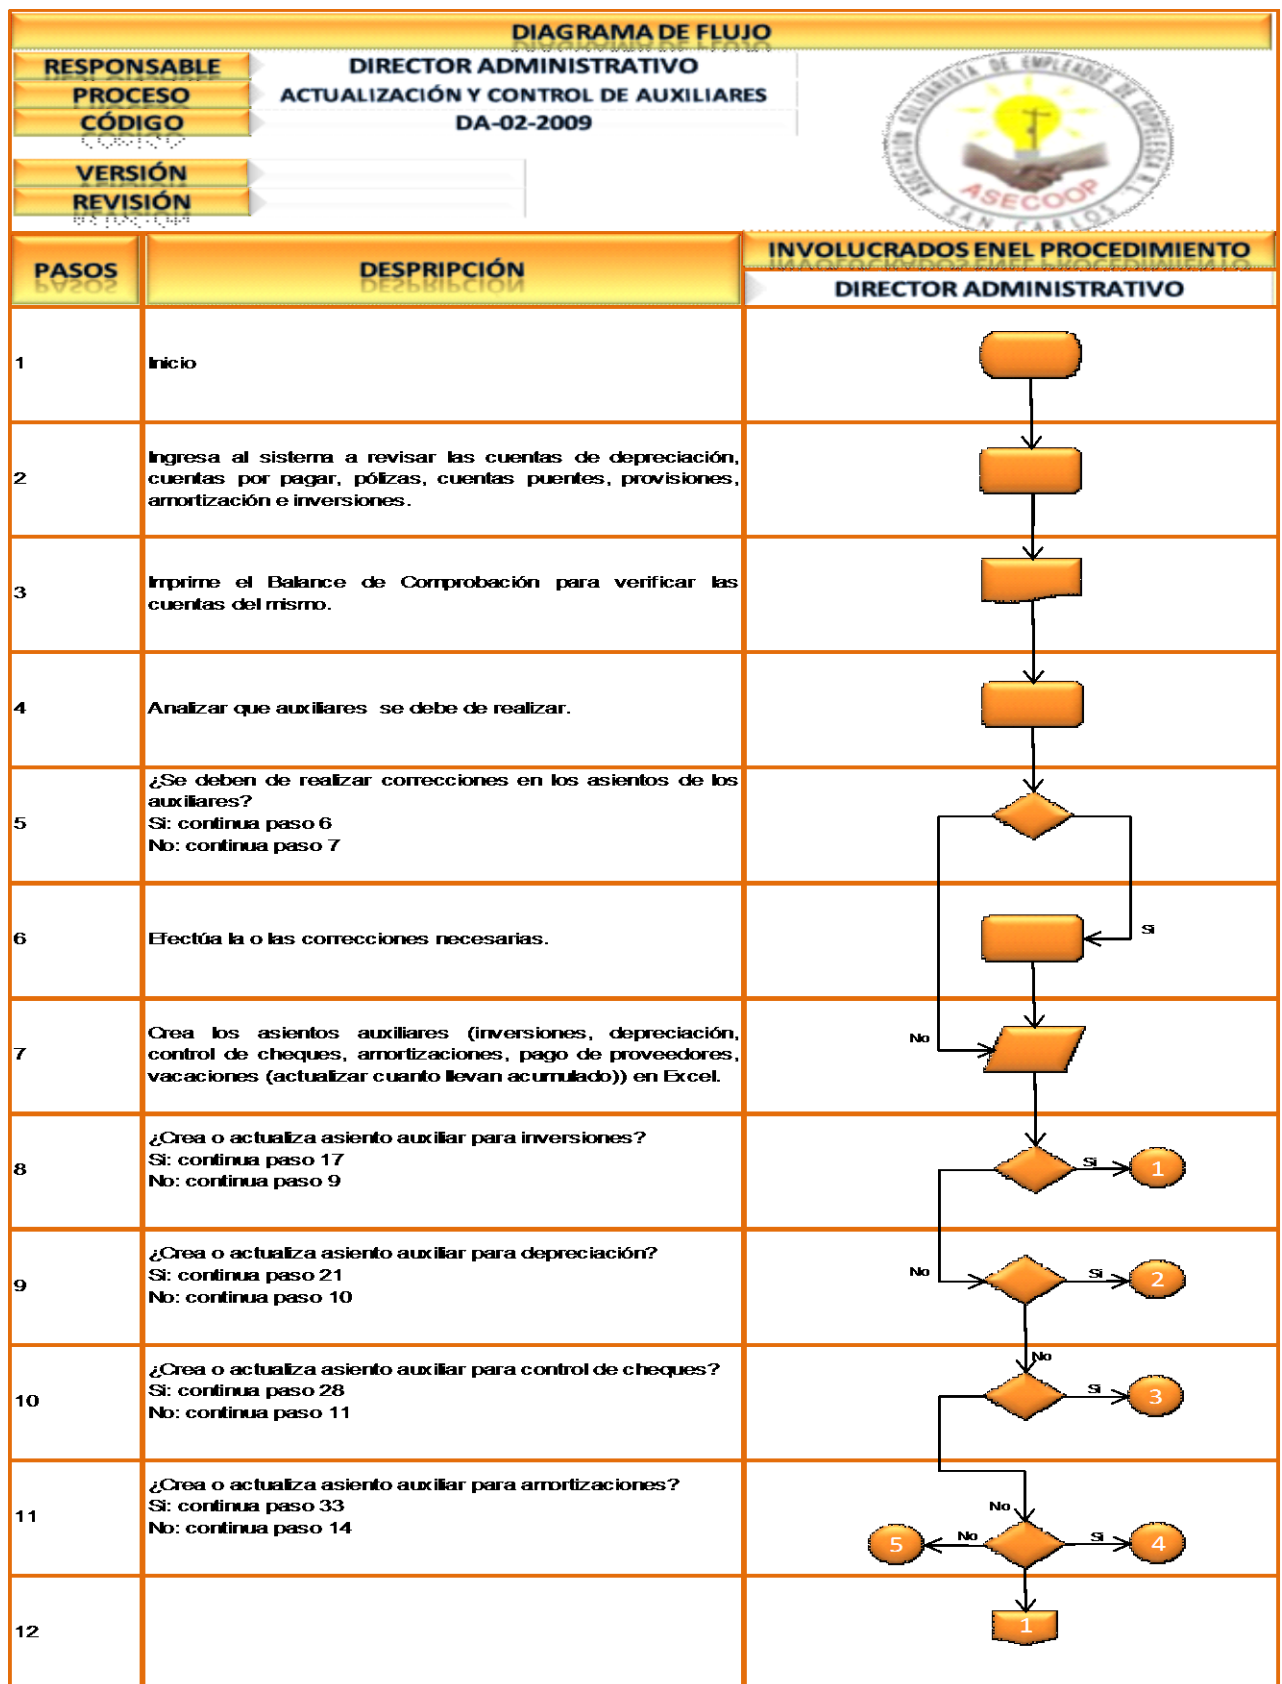 DIAGRAMA DE FLUJO
RESPONSABLE DIRECTOR ADMINISTRATIVO
PROCESO ACTUALIZACIÓN Y CONTROL DE AUXILIARES
CÓDIGO DA-02-2009
VERSIÓN
REVISIÓN
ASOCIACIÓN SOLIDARISTA DE EMPLEADOS DE COOPELESCA R.L.
ASECOOP
SAN CARLOS
PASOS DESPRIPCIÓN INVOLUCRADOS ENEL PROCEDIMIENTO
DIRECTOR ADMINISTRATIVO
1 Inicio
2 Ingresa al sistema a revisar las cuentas de depreciación,
cuentas por pagar, pólizas, cuentas puentes, provisiones,
amortización e inversiones.
3 Imprime el Balance de Comprobación para verificar las
cuentas del mismo.
4 Analizar que auxiliares se debe de realizar.
5 ¿Se deben de realizar correcciones en los asientos de los
auxiliares?
Si: continua paso 6
No: continua paso 7
6 Efectúa la o las correcciones necesarias.
Si
7 Crea los asientos auxiliares (inversiones, depreciación,
control de cheques, amortizaciones, pago de proveedores,
vacaciones (actualizar cuanto llevan acumulado)) en Excel.
No
8 ¿Crea o actualiza asiento auxiliar para inversiones?
Si: continua paso 17
No: continua paso 9
Si 1
9 ¿Crea o actualiza asiento auxiliar para depreciación?
Si: continua paso 21
No: continua paso 10
No Si 2
10 ¿Crea o actualiza asiento auxiliar para control de cheques?
Si: continua paso 28
No: continua paso 11
No
Si 3
11 ¿Crea o actualiza asiento auxiliar para amortizaciones?
Si: continua paso 33
No: continua paso 14
No
5 No Si 4
12
1